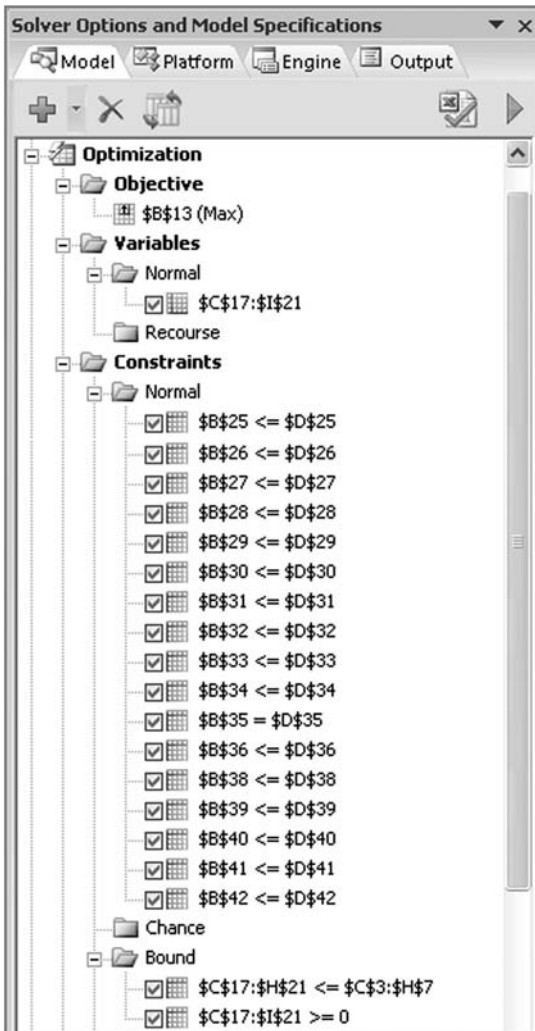 Solver Options and Model Specifications
Model Platform Engine Output
Optimization
Objective
$B$13 (Max)
Variables
Normal
$C$17:$I$21
Recourse
Constraints
Normal
$B$25 <= $D$25
$B$26 <= $D$26
$B$27 <= $D$27
$B$28 <= $D$28
$B$29 <= $D$29
$B$30 <= $D$30
$B$31 <= $D$31
$B$32 <= $D$32
$B$33 <= $D$33
$B$34 <= $D$34
$B$35 = $D$35
$B$36 <= $D$36
$B$38 <= $D$38
$B$39 <= $D$39
$B$40 <= $D$40
$B$41 <= $D$41
$B$42 <= $D$42
Chance
Bound
$C$17:$H$21 <= $C$3:$H$7
$C$17:$I$21 >= 0